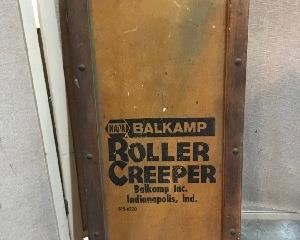 NAPA BALKAMP
ROLLER
CREEPER
Balkamp Inc.
Indianapolis, Ind.